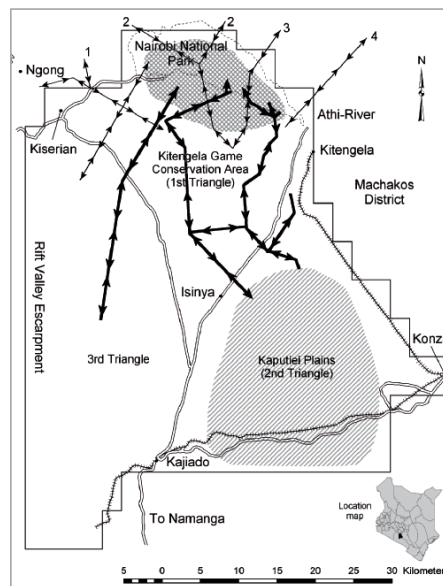 2
2
3
4
1
Nairobi National
Park
Ngong
N
Athi-River
Kiserian
Kitengela
Kitengela Game
Conservation Area
(1st Triangle)
Machakos
District
Rift Valley Escarpment
Isinya
3rd Triangle
Kaputiei Plains
(2nd Triangle)
Konza
Kajiado
Location
map
To Namanga
5 0 5 10 15 20 25 30 Kilometers